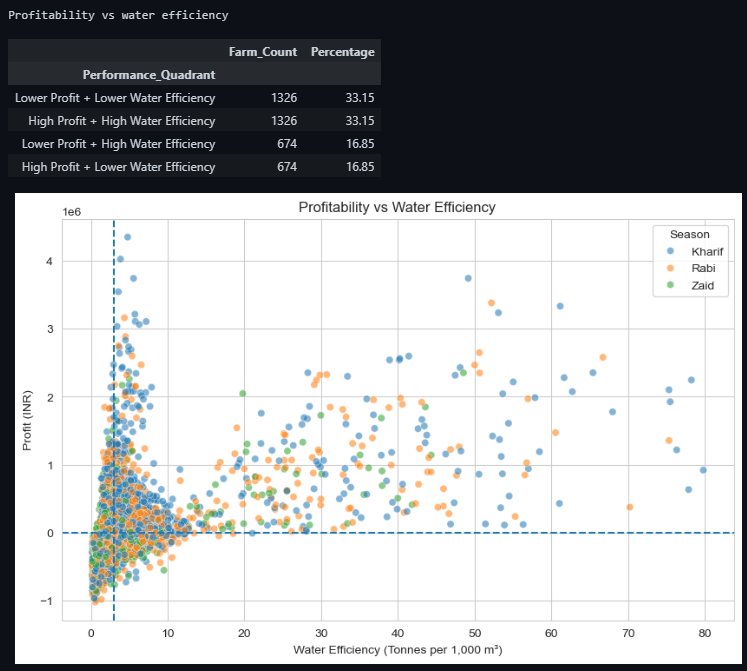 Profitability vs water efficiency
Farm_Count Percentage
Performance_Quadrant
Lower Profit + Lower Water Efficiency 1326 33.15
High Profit + High Water Efficiency 1326 33.15
Lower Profit + High Water Efficiency 674 16.85
High Profit + Lower Water Efficiency 674 16.85
Profitability vs Water Efficiency
1e6
Season
Kharif
Rabi
Zaid
4
3
2
1
0
−1
Profit (INR)
0 10 20 30 40 50 60 70 80
Water Efficiency (Tonnes per 1,000 m³)